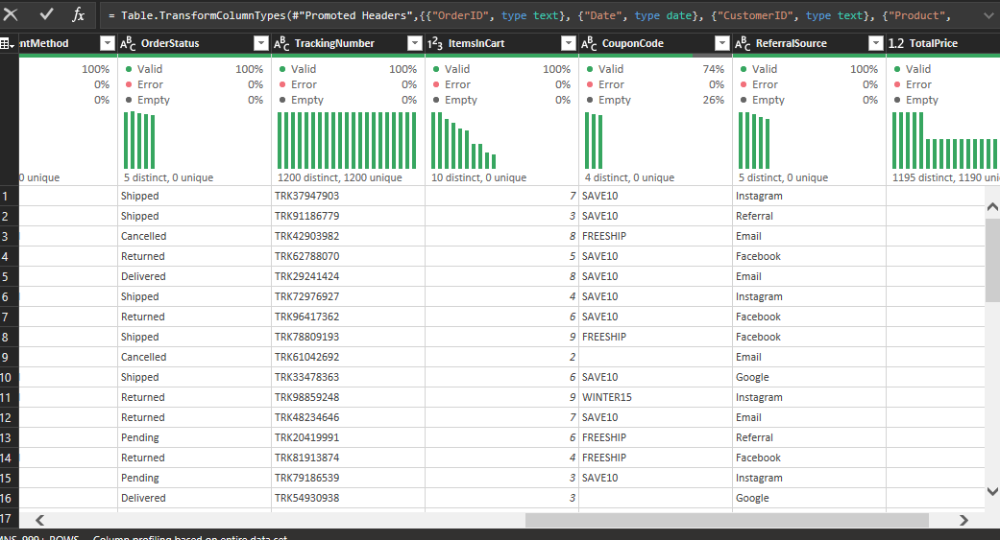 fx = Table.TransformColumnTypes(#"Promoted Headers",{{"OrderID", type text}, {"Date", type date}, {"CustomerID", type text}, {"Product",
ntMethod ABC OrderStatus ABC TrackingNumber 123 ItemsInCart ABC CouponCode ABC ReferralSource 1.2 TotalPrice
100% Valid 100% Valid 100% Valid 100% Valid 74% Valid 100% Valid
0% Error 0% Error 0% Error 0% Error 0% Error 0% Error
0% Empty 0% Empty 0% Empty 0% Empty 26% Empty 0% Empty
0 unique 5 distinct, 0 unique 1200 distinct, 1200 unique 10 distinct, 0 unique 4 distinct, 0 unique 5 distinct, 0 unique 1195 distinct, 1190 uni
1 Shipped TRK37947903 7 SAVE10 Instagram
2 Shipped TRK91186779 3 SAVE10 Referral
3 Cancelled TRK42903982 8 FREESHIP Email
4 Returned TRK62788070 5 SAVE10 Facebook
5 Delivered TRK29241424 8 SAVE10 Email
6 Shipped TRK72976927 4 SAVE10 Instagram
7 Returned TRK96417362 6 SAVE10 Facebook
8 Shipped TRK78809193 9 FREESHIP Facebook
9 Cancelled TRK61042692 2 Email
10 Shipped TRK33478363 6 SAVE10 Google
11 Returned TRK98859248 9 WINTER15 Instagram
12 Returned TRK48234646 7 SAVE10 Email
13 Pending TRK20419991 6 FREESHIP Referral
14 Returned TRK81913874 4 FREESHIP Facebook
15 Pending TRK79186539 3 SAVE10 Instagram
16 Delivered TRK54930938 3 Google
17
MNS, 999+ ROWS Column profiling based on entire data set